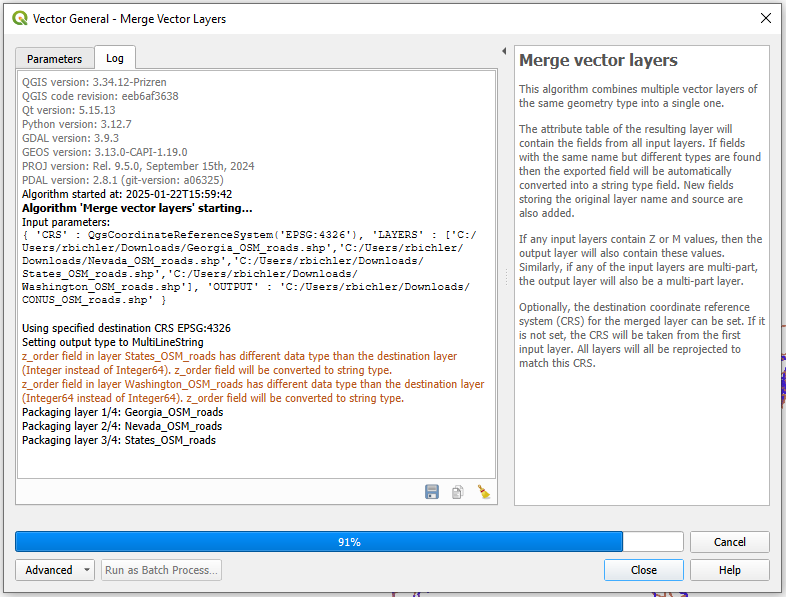 Vector General - Merge Vector Layers
Parameters
Log
QGIS version: 3.34.12-Prizren
QGIS code revision: eeb6af3638
Qt version: 5.15.13
Python version: 3.12.7
GDAL version: 3.9.3
GEOS version: 3.13.0-CAPI-1.19.0
PROJ version: Rel. 9.5.0, September 15th, 2024
PDAL version: 2.8.1 (git-version: a06325)
Algorithm started at: 2025-01-22T15:59:42
Algorithm 'Merge vector layers' starting...
Input parameters:
{ 'CRS' : QgsCoordinateReferenceSystem('EPSG:4326'), 'LAYERS' : ['C:/
Users/rbichler/Downloads/Georgia_OSM_roads.shp','C:/Users/rbichler/
Downloads/Nevada_OSM_roads.shp','C:/Users/rbichler/Downloads/
States_OSM_roads.shp','C:/Users/rbichler/Downloads/
Washington_OSM_roads.shp'], 'OUTPUT' : 'C:/Users/rbichler/Downloads/
CONUS_OSM_roads.shp' }
Using specified destination CRS EPSG:4326
Setting output type to MultiLineString
z_order field in layer States_OSM_roads has different data type than the destination layer
(Integer instead of Integer64). z_order field will be converted to string type.
z_order field in layer Washington_OSM_roads has different data type than the destination layer
(Integer64 instead of Integer64). z_order field will be converted to string type.
Packaging layer 1/4: Georgia_OSM_roads
Packaging layer 2/4: Nevada_OSM_roads
Packaging layer 3/4: States_OSM_roads
Merge vector layers
This algorithm combines multiple vector layers of
the same geometry type into a single one.
The attribute table of the resulting layer will
contain the fields from all input layers. If fields
with the same name but different types are found
then the exported field will be automatically
converted into a string type field. New fields
storing the original layer name and source are
also added.
If any input layers contain Z or M values, then the
output layer will also contain these values.
Similarly, if any of the input layers are multi-part,
the output layer will also be a multi-part layer.
Optionally, the destination coordinate reference
system (CRS) for the merged layer can be set. If it
is not set, the CRS will be taken from the first
input layer. All layers will all be reprojected to
match this CRS.
91%
Cancel
Advanced
Run as Batch Process...
Close
Help